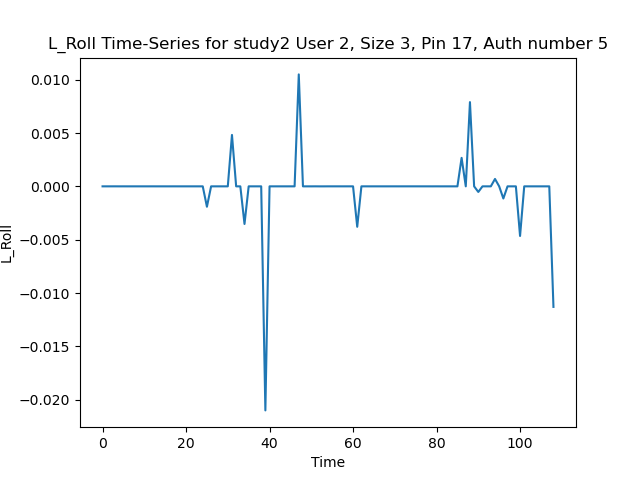 L_Roll Time-Series for study2 User 2, Size 3, Pin 17, Auth number 5
0.010
0.005
0.000
−0.005
−0.010
−0.015
−0.020
L_Roll
0 20 40 60 80 100
Time